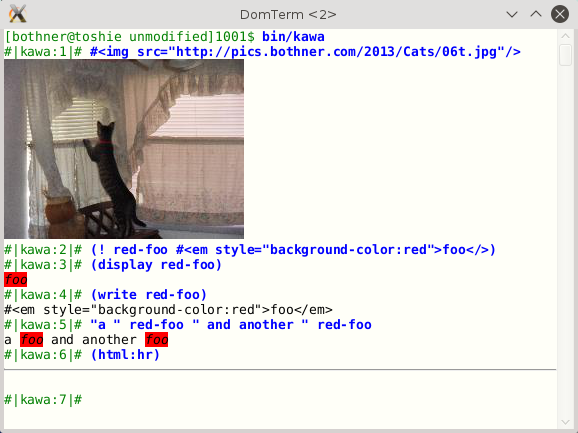 DomTerm <2>
[bothner@toshie unmodified]1001$ bin/kawa
#|kawa:1|# #<img src="http://pics.bothner.com/2013/Cats/06t.jpg"/>
#|kawa:2|# (! red-foo #<em style="background-color:red">foo</>)
#|kawa:3|# (display red-foo)
foo
#|kawa:4|# (write red-foo)
#<em style="background-color:red">foo</em>
#|kawa:5|# "a " red-foo " and another " red-foo
a foo and another foo
#|kawa:6|# (html:hr)
#|kawa:7|#